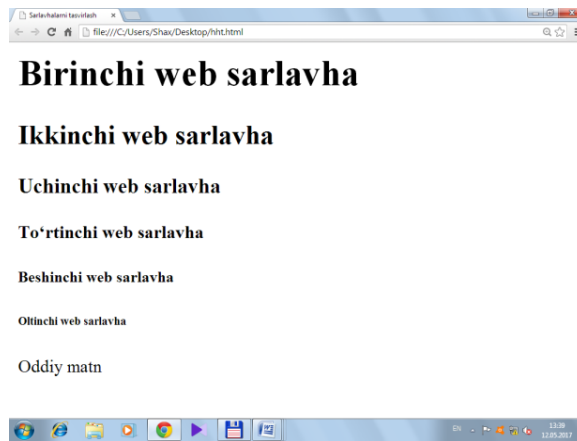 Sarlavhalarni tasvirlash
file:///C:/Users/Shax/Desktop/hht.html
Birinchi web sarlavha
Ikkinchi web sarlavha
Uchinchi web sarlavha
To‘rtinchi web sarlavha
Beshinchi web sarlavha
Oltinchi web sarlavha
Oddiy matn
EN
13:39
12.05.2017